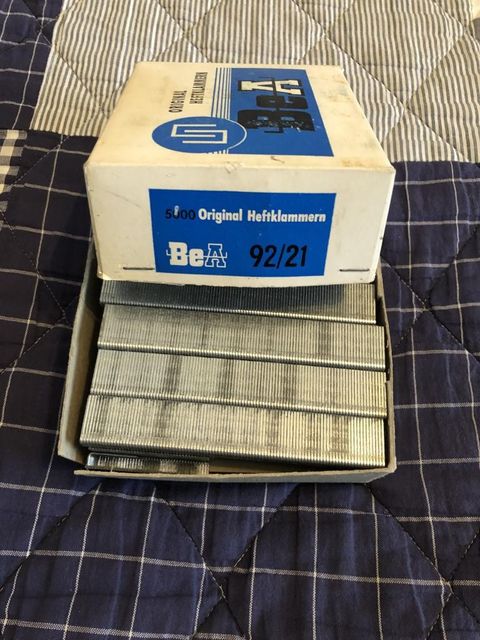 ORIGINAL
HEFTKLAMMERN
BeA
5000 Original Heftklammern
BeA 92/21